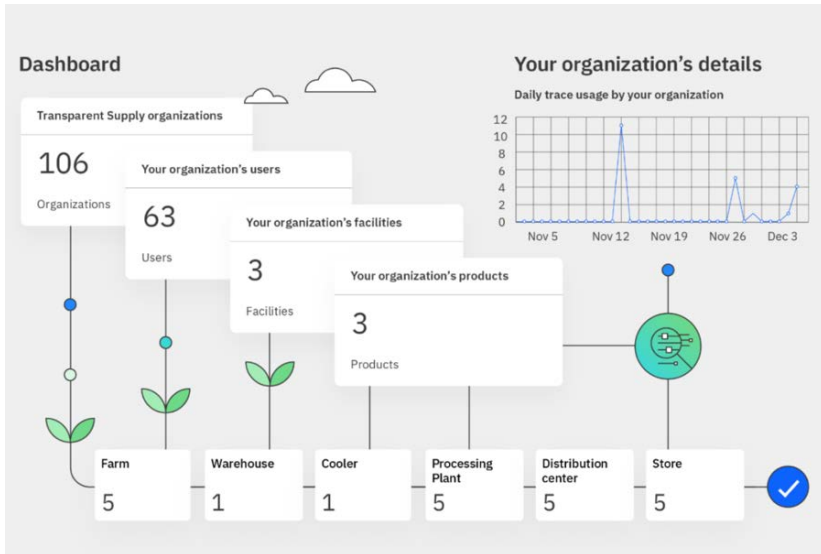 Dashboard
Your organization's details
Transparent Supply organizations
106
Organizations
Your organization's users
63
Users
Your organization's facilities
3
Facilities
Your organization's products
3
Products
Daily trace usage by your organization
12
10
8
6
4
2
0
Nov 5 Nov 12 Nov 19 Nov 26 Dec 3
Farm
5
Warehouse
1
Cooler
1
Processing
Plant
5
Distribution
center
5
Store
5